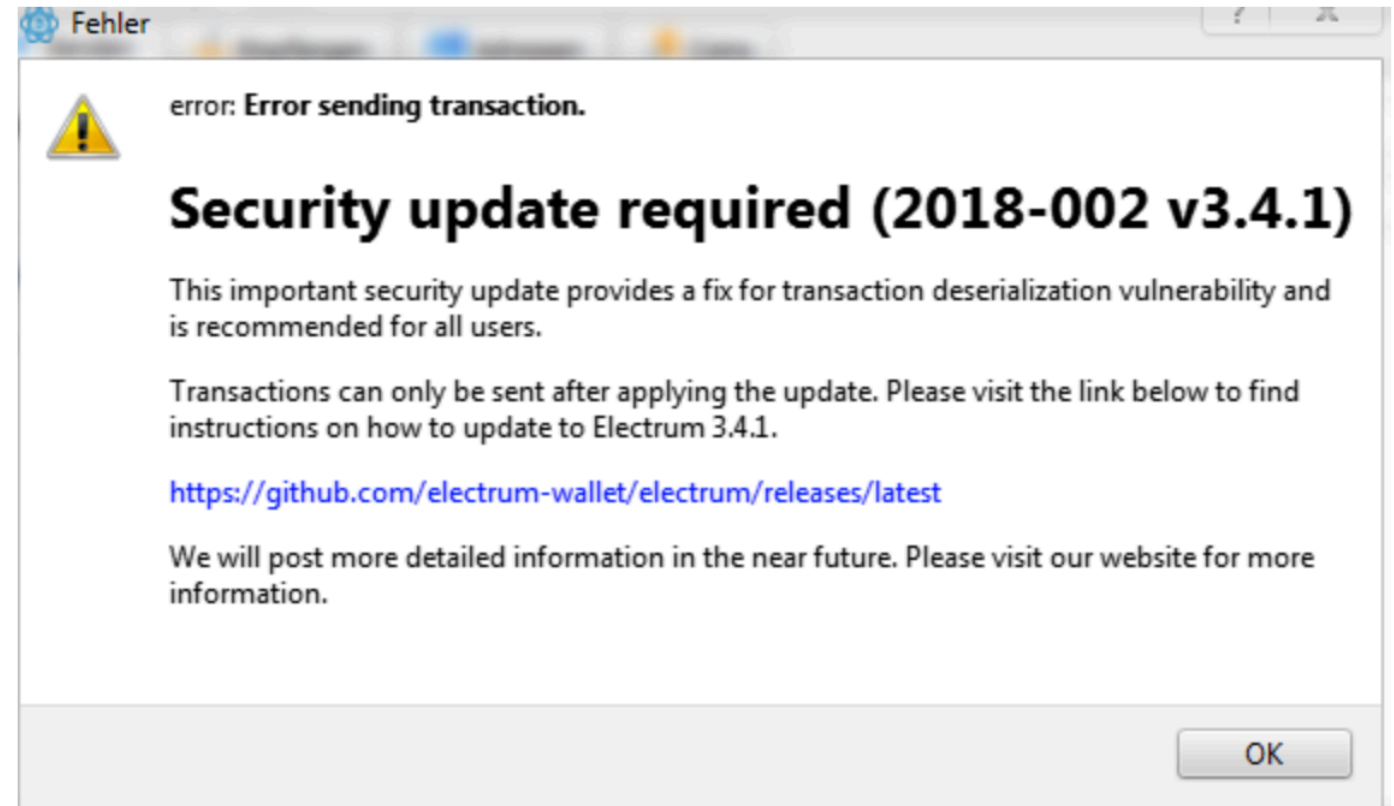 Fehler
error: Error sending transaction.
Security update required (2018-002 v3.4.1)
This important security update provides a fix for transaction deserialization vulnerability and
is recommended for all users.
Transactions can only be sent after applying the update. Please visit the link below to find
instructions on how to update to Electrum 3.4.1.
https://github.com/electrum-wallet/electrum/releases/latest
We will post more detailed information in the near future. Please visit our website for more
information.
OK